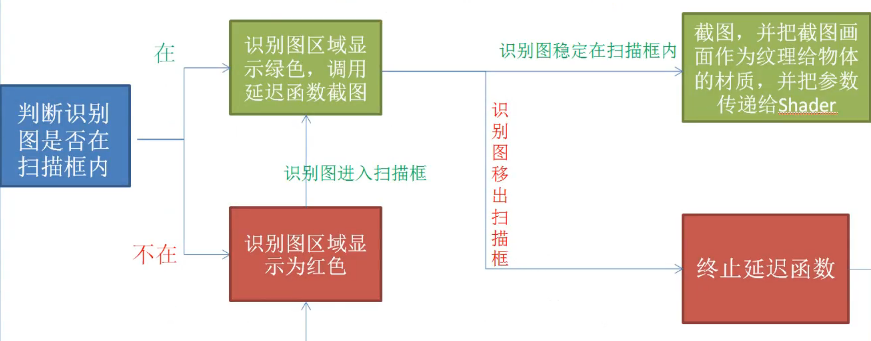 判断识别
图是否在
扫描框内
在
不在
识别图区域显
示绿色，调用
延迟函数截图
识别图进入扫描框
识别图区域显
示为红色
识别图稳定在扫描框内
识
别
图
移
出
扫
描
框
截图，并把截图画
面作为纹理给物体
的材质，并把参数
传递给Shader
终止延迟函数